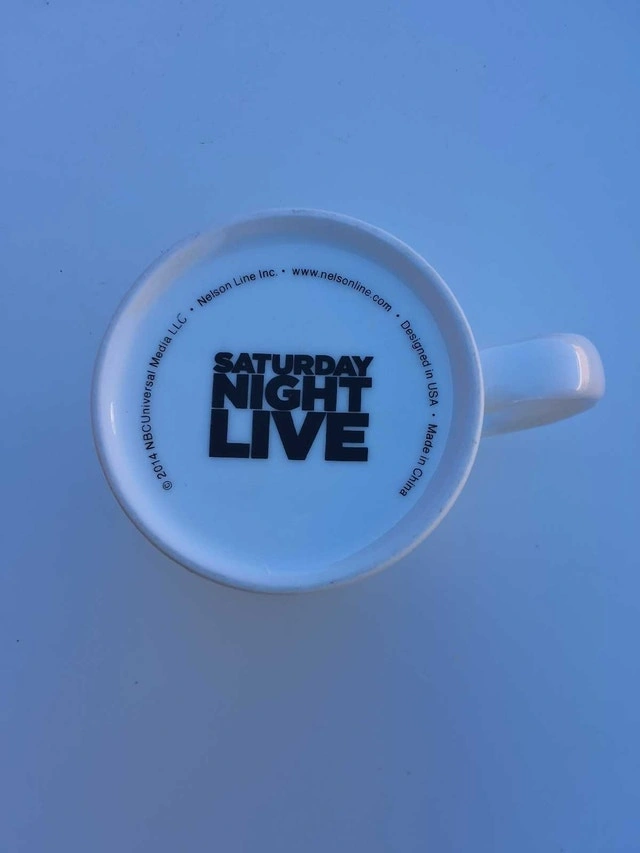 © 2014 NBCUniversal Media LLC • Nelson Line Inc. • www.nelsonline.com • Designed in USA • Made in China
SATURDAY
NIGHT
LIVE